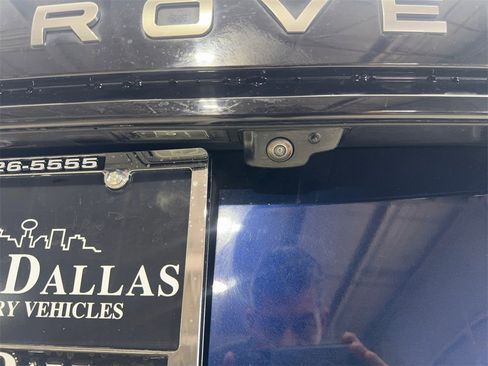 ROVE
26-5555
DALLAS
RY VEHICLES